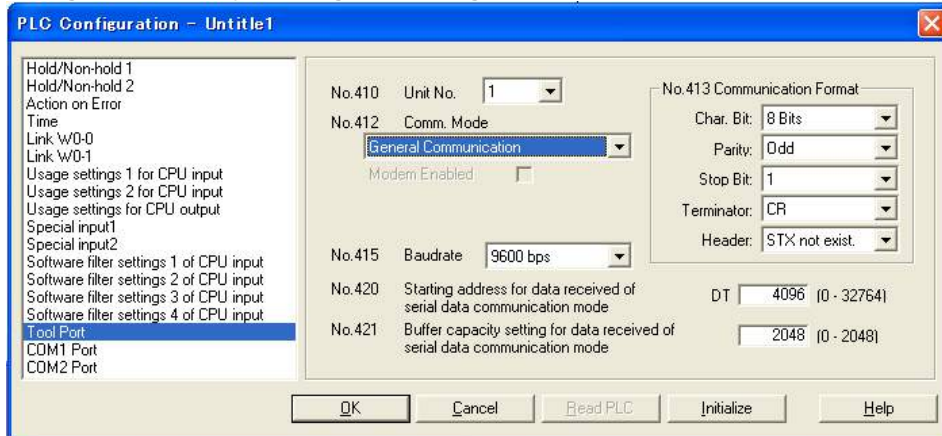 PLC Configuration - Untitle1
Hold/Non-hold 1
Hold/Non-hold 2
Action on Error
Time
Link W0-0
Link W0-1
Usage settings 1 for CPU input
Usage settings 2 for CPU input
Usage settings for CPU output
Special input1
Special input2
Software filter settings 1 of CPU input
Software filter settings 2 of CPU input
Software filter settings 3 of CPU input
Software filter settings 4 of CPU input
Tool Port
COM1 Port
COM2 Port
No.410 Unit No. 1
No.412 Comm. Mode
General Communication
Modem Enabled
No.413 Communication Format
Char. Bit: 8 Bits
Parity: Odd
Stop Bit: 1
Terminator: CR
Header: STX not exist.
No.415 Baudrate 9600 bps
No.420 Starting address for data received of
serial data communication mode
DT 4096 (0 - 32764)
No.421 Buffer capacity setting for data received of
serial data communication mode
2048 (0 - 2048)
OK Cancel Read PLC Initialize Help